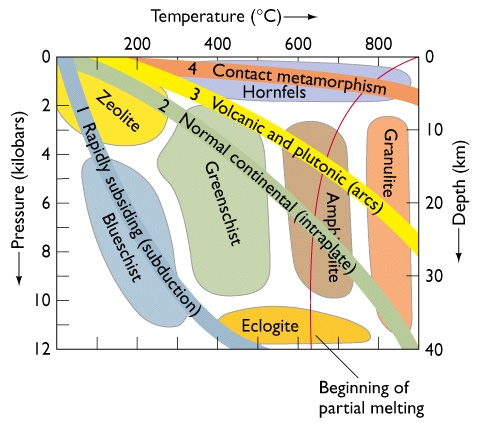 Temperature (°C)
200 400 600 800
0 2 4 6 8 10 12
Pressure (kilobars)
0 10 20 30 40
Depth (km)
4 Contact metamorphism
Hornfels
3 Volcanic and plutonic (arcs)
2 Normal continental (intraplate)
1 Rapidly subsiding (subduction)
Zeolite
Greenschist
Blueschist
Granulite
Eclogite
Beginning of
partial melting